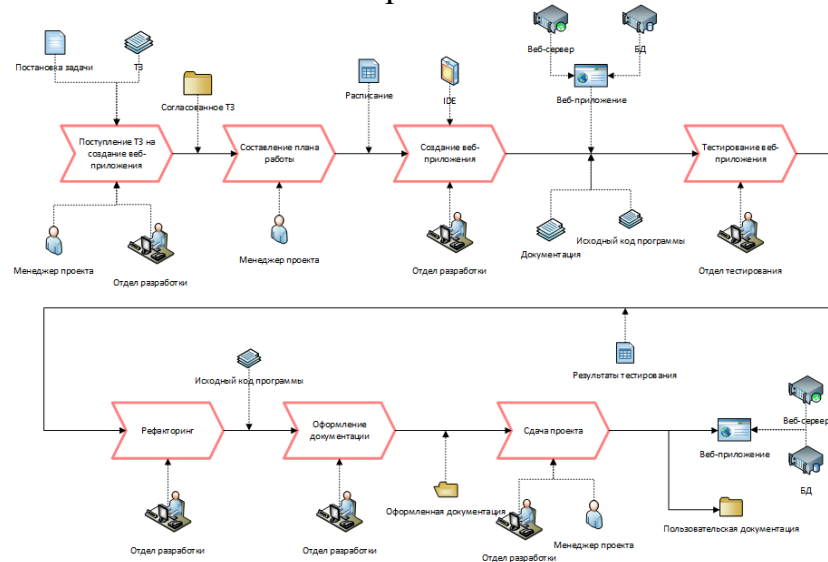 Веб-сервер
БД
Постановка задачи
ТЗ
Согласованное ТЗ
Расписание
IDE
Веб-приложение
Поступление ТЗ на
создание веб-
приложения
Составление плана
работы
Создание веб-
приложения
Тестирование веб-
приложения
Менеджер проекта
Отдел разработки
Менеджер проекта
Отдел разработки
Документация
Исходный код программы
Отдел тестирования
Исходный код программы
Результаты тестирования
Рефакторинг
Оформление
документации
Сдача проекта
Веб-сервер
Веб-приложение
БД
Оформленная документация
Пользовательская документация
Отдел разработки
Отдел разработки
Отдел разработки
Менеджер проекта